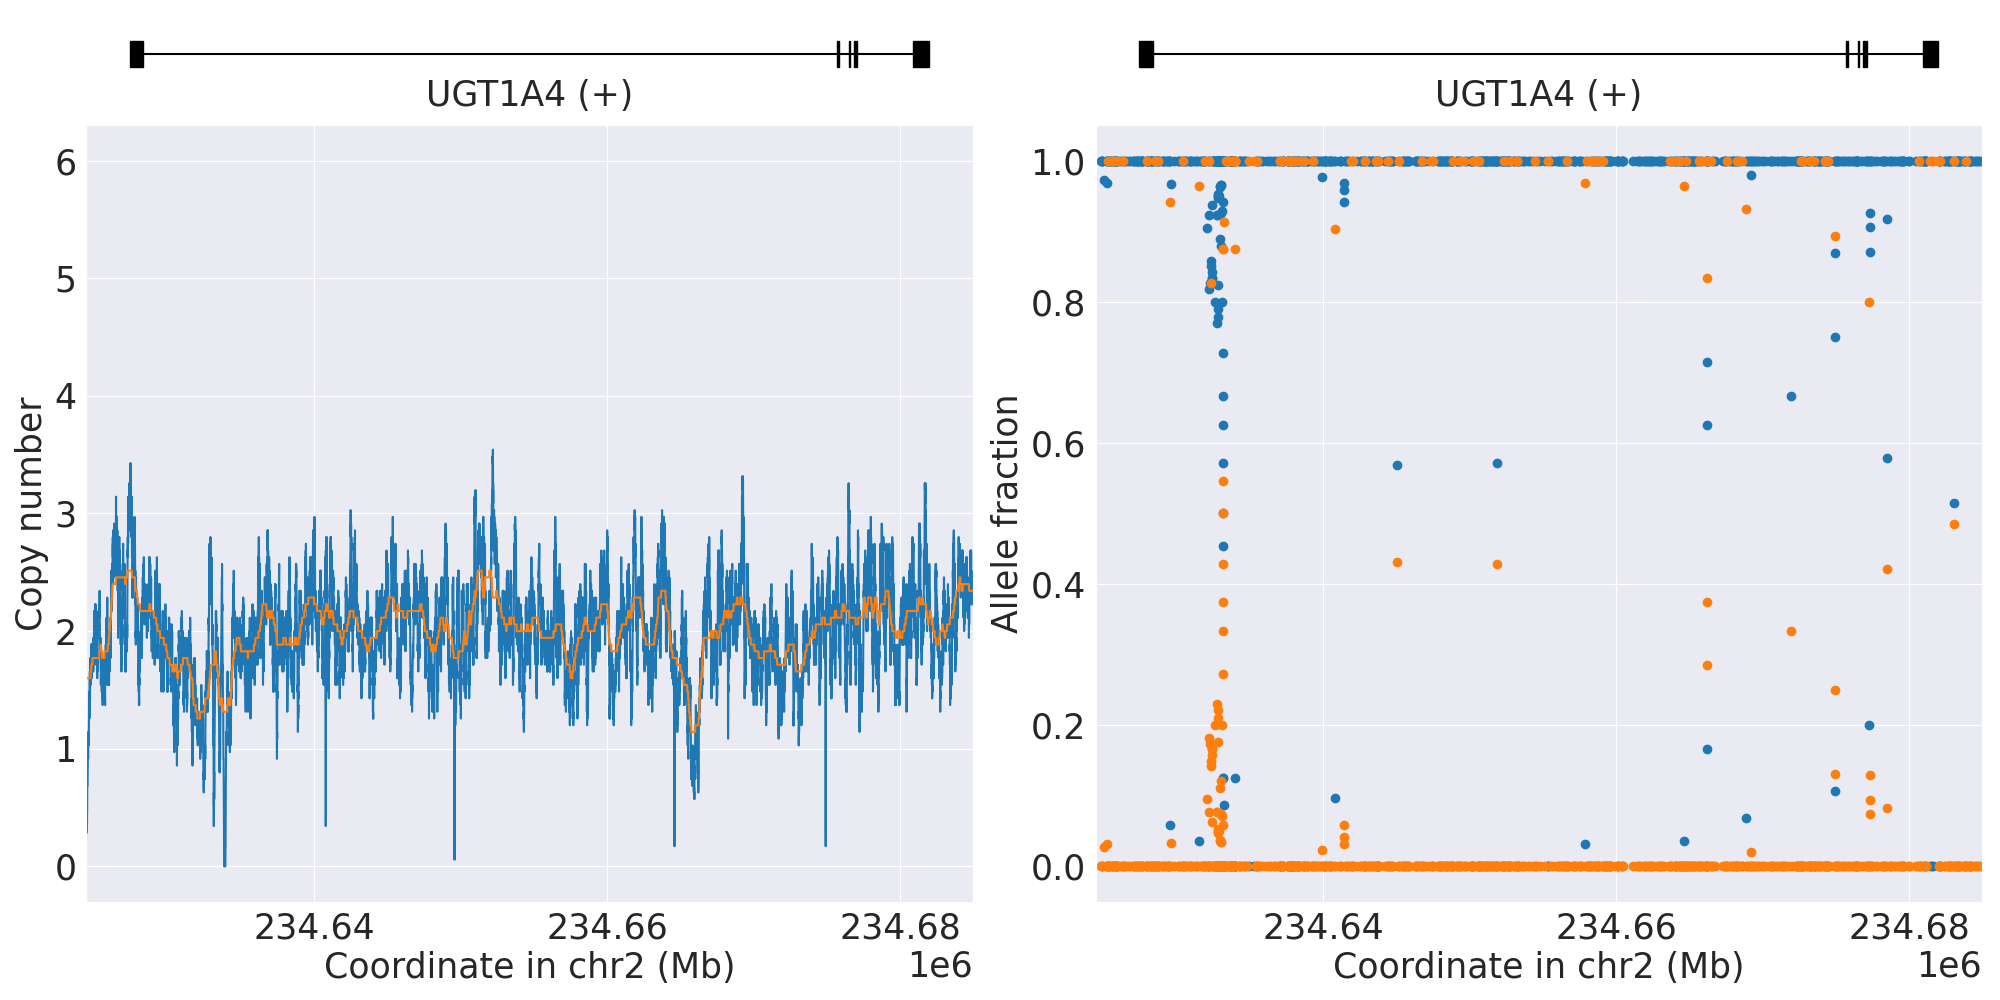 UGT1A4 (+)
6
5
4
3
2
1
0
Copy number
234.64
234.66
234.68
Coordinate in chr2 (Mb)
1e6
UGT1A4 (+)
1.0
0.8
0.6
0.4
0.2
0.0
Allele fraction
234.64
234.66
234.68
Coordinate in chr2 (Mb)
1e6